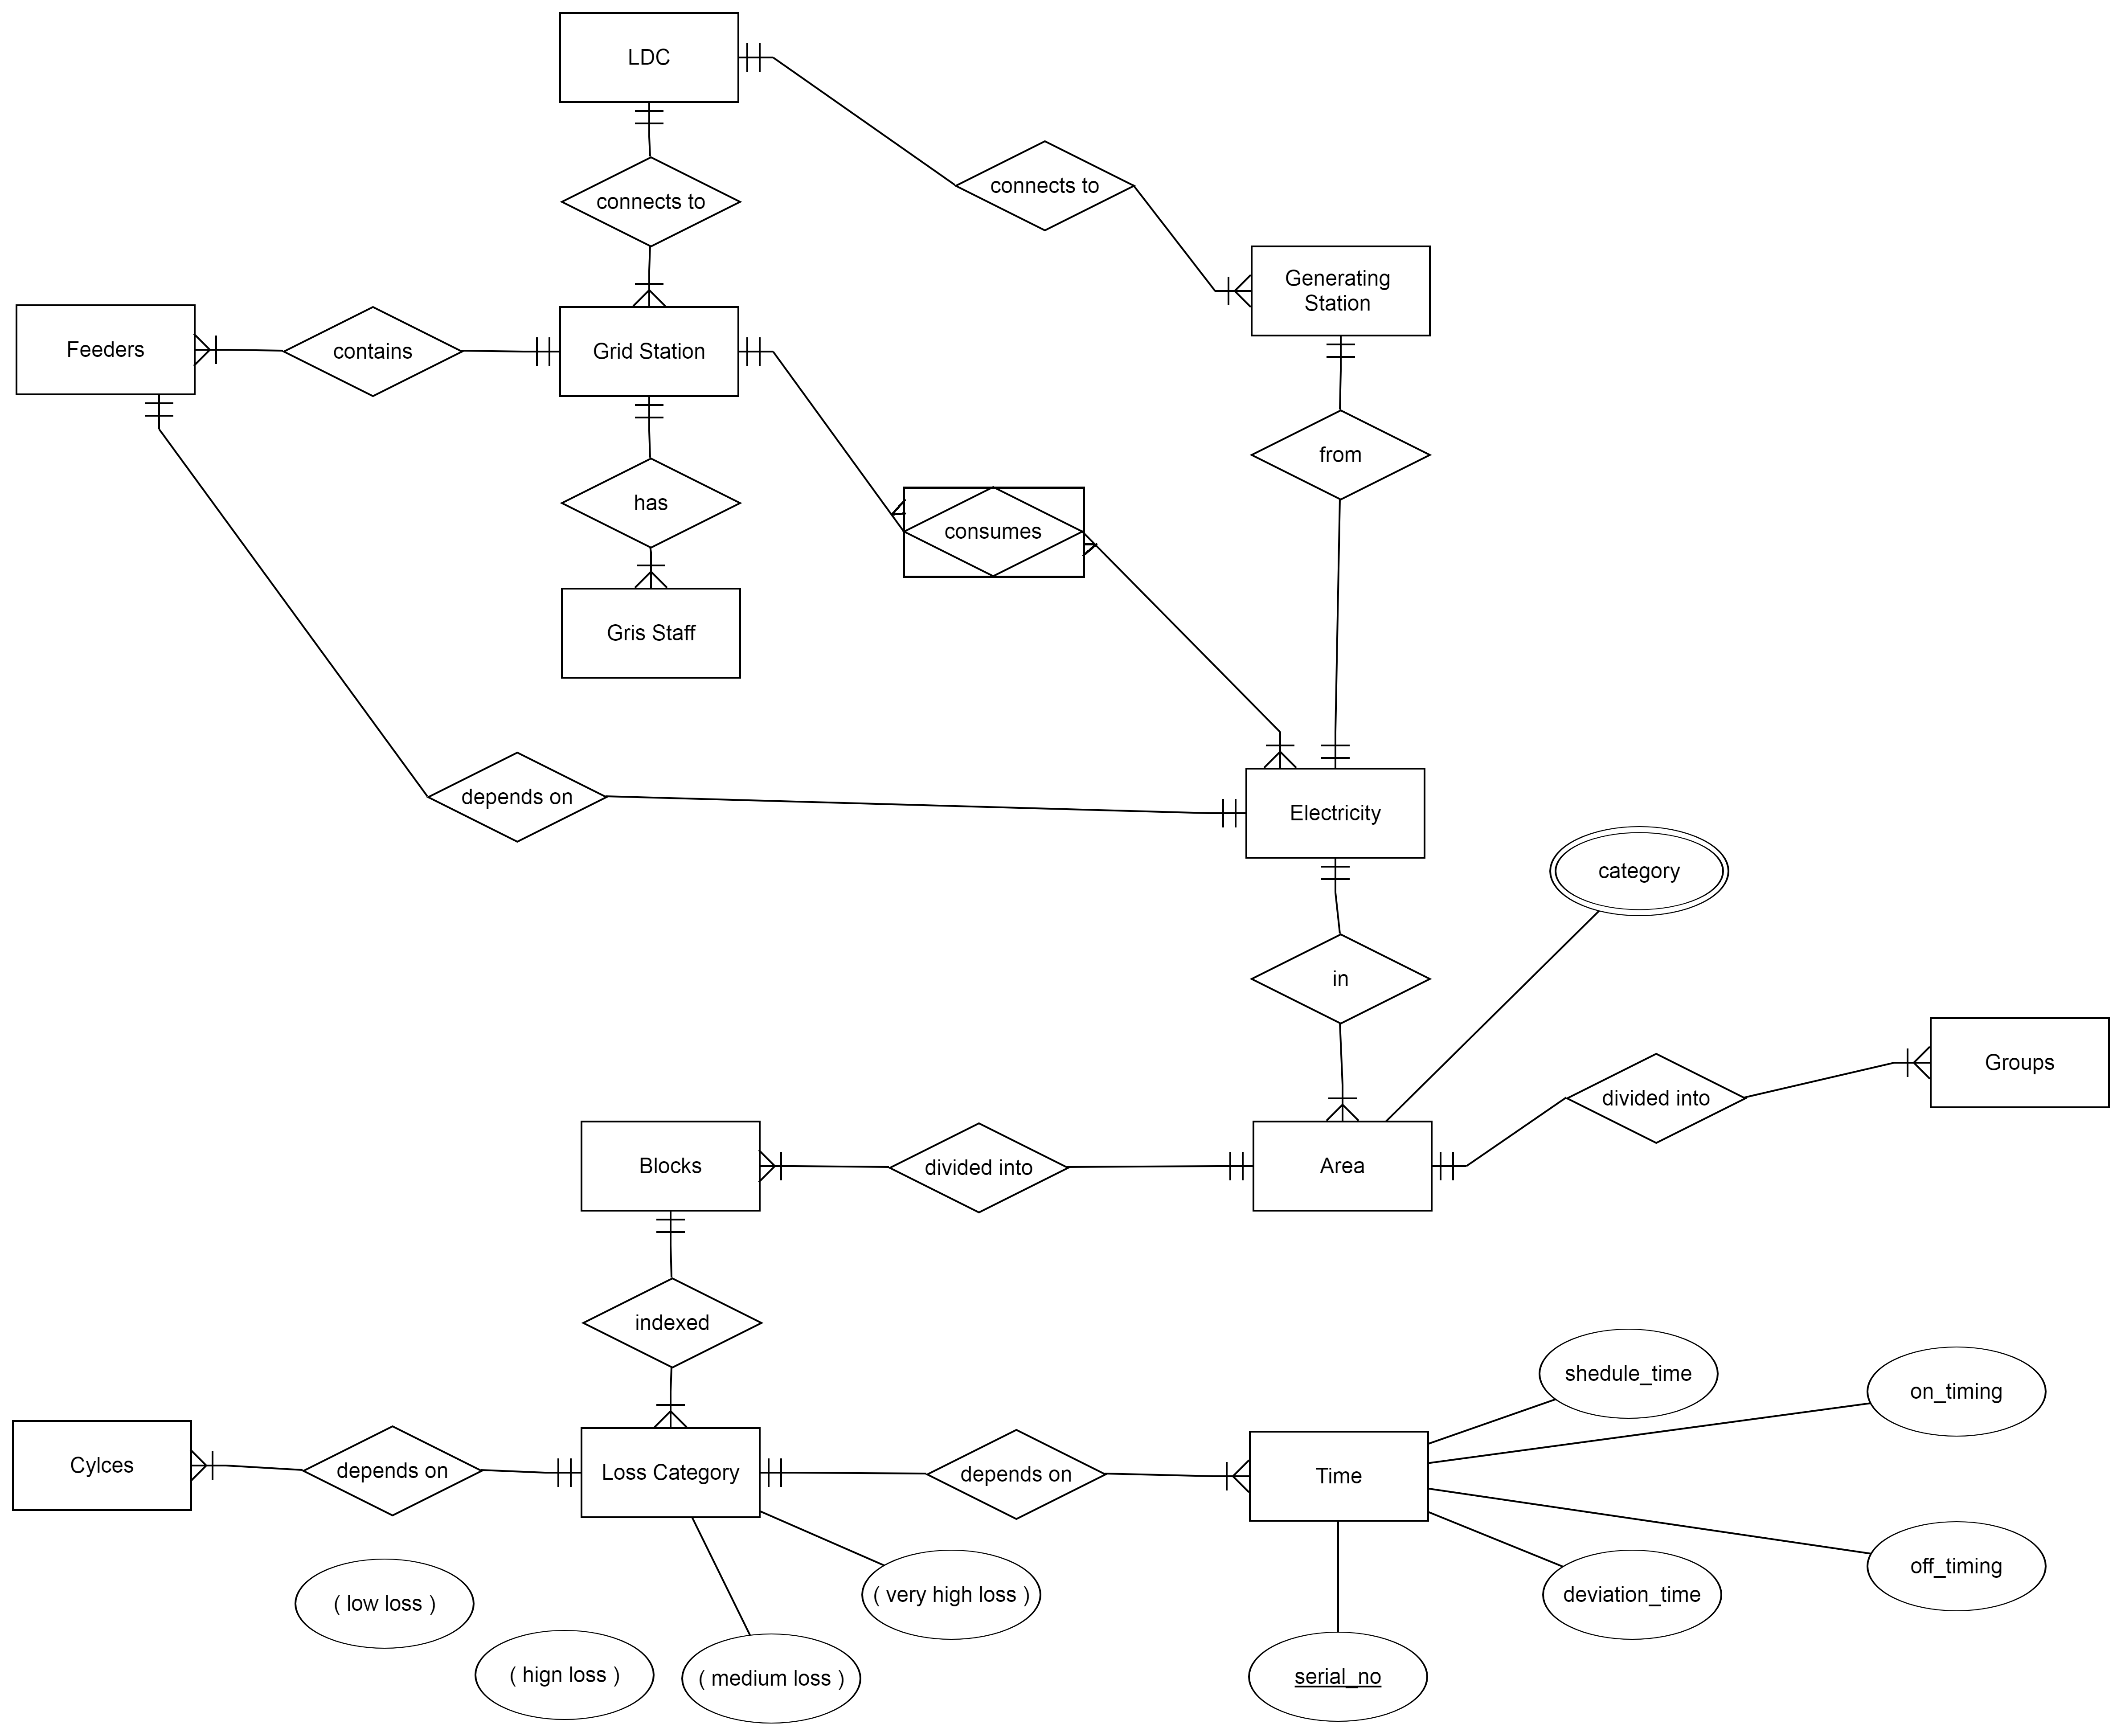 LDC
connects to
connects to
Generating
Station
Feeders
contains
Grid Station
from
has
consumes
Gris Staff
depends on
Electricity
category
in
Groups
divided into
Blocks
divided into
Area
indexed
shedule_time
on_timing
Cylces
depends on
Loss Category
depends on
Time
( low loss )
( very high loss )
deviation_time
off_timing
( hign loss )
( medium loss )
serial_no